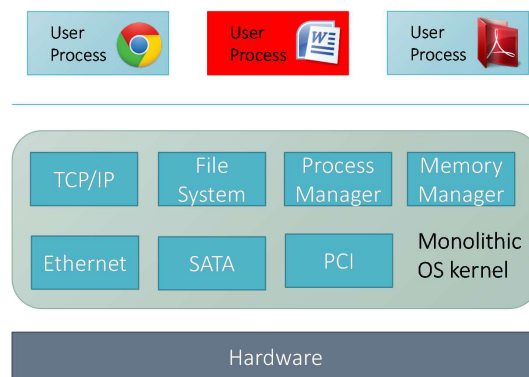 User
Process
User
Process
W
User
Process
TCP/IP
File
System
Process
Manager
Memory
Manager
Ethernet
SATA
PCI
Monolithic
OS kernel
Hardware